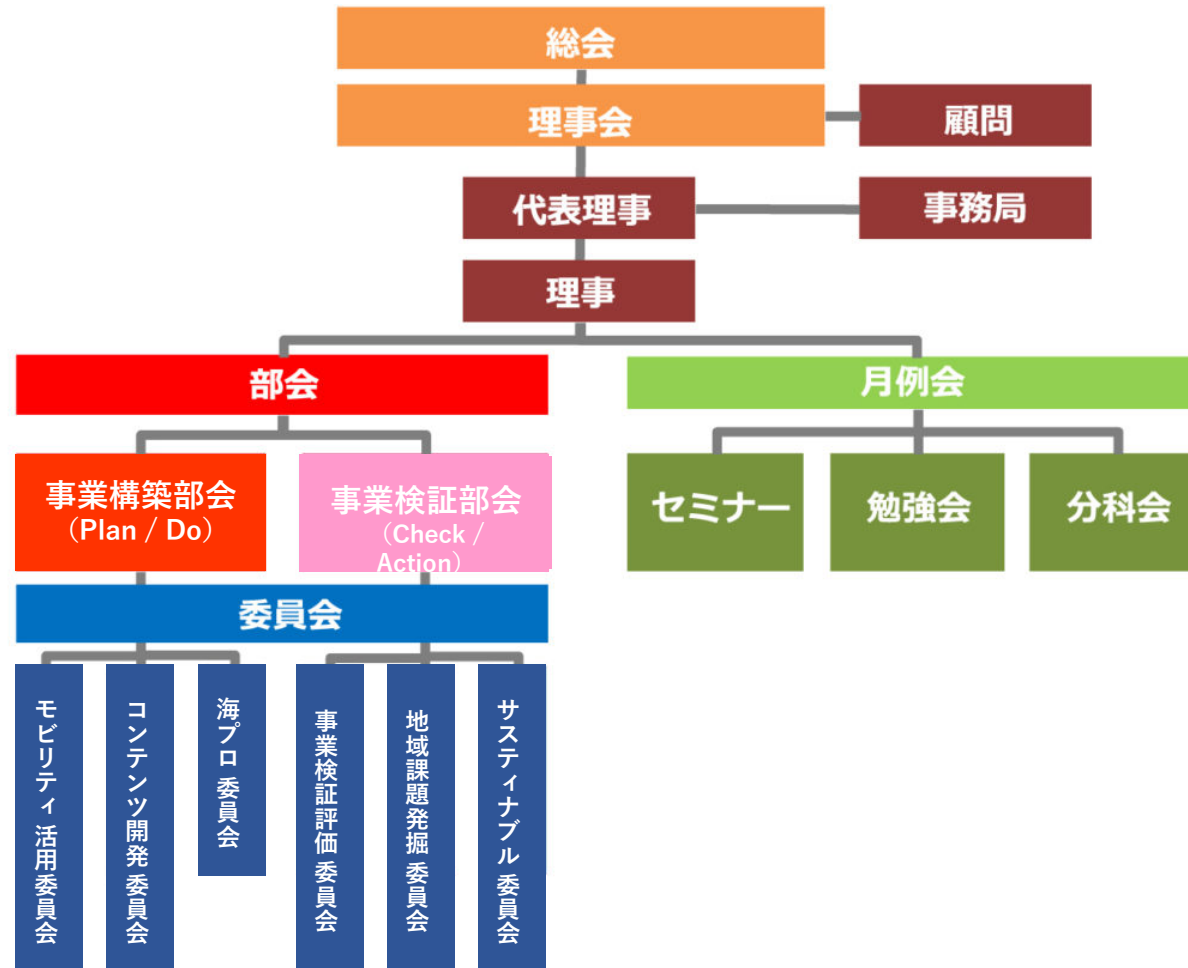 総会
理事会
顧問
代表理事
事務局
理事
部会
月例会
事業構築部会
（Plan / Do）
事業検証部会
（Check /
Action）
セミナー
勉強会
分科会
委員会
モビリティ 活用委員会
コンテンツ開発 委員会
海プロ 委員会
事業検証評価 委員会
地域課題発掘 委員会
サスティナブル 委員会